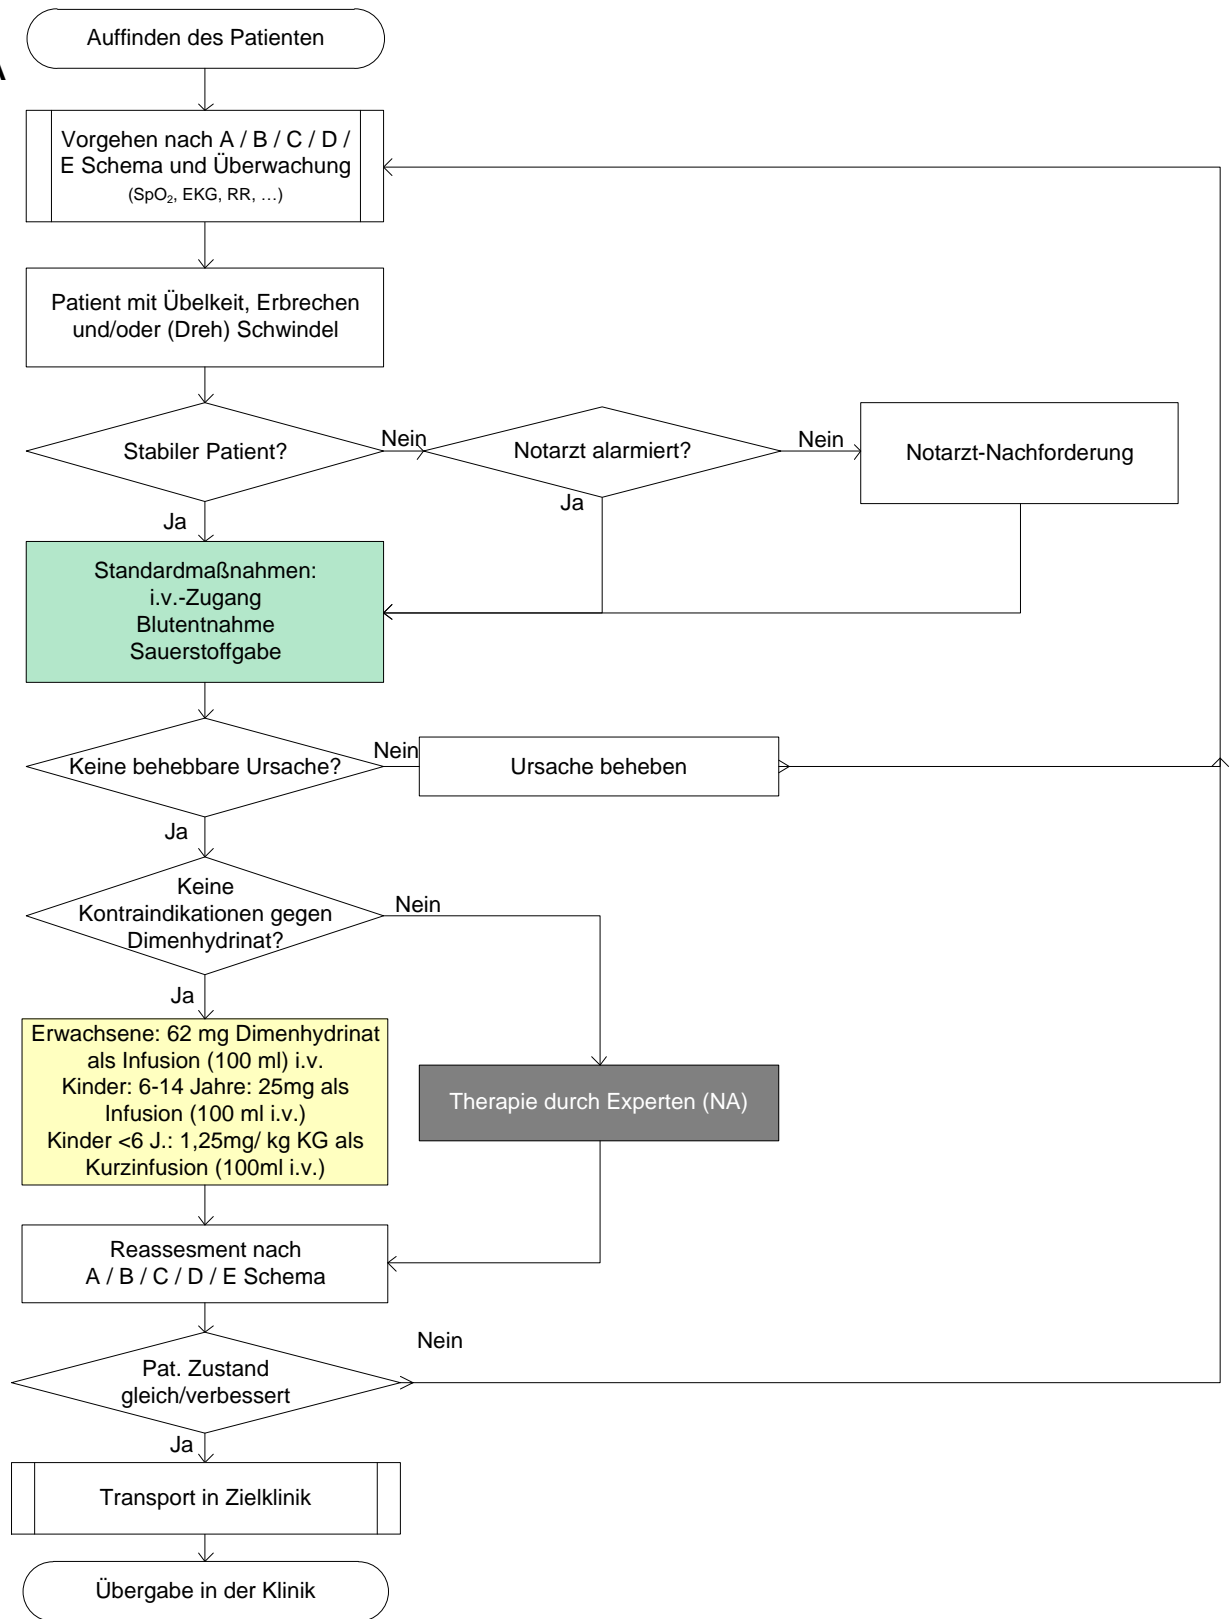 Auffinden des Patienten
A
Vorgehen nach A / B / C / D /
E Schema und Überwachung
(SpO₂, EKG, RR, …)
Patient mit Übelkeit, Erbrechen
und/oder (Dreh) Schwindel
Stabiler Patient?
Nein
Notarzt alarmiert?
Nein
Notarzt-Nachforderung
Ja
Ja
Standardmaßnahmen:
i.v.-Zugang
Blutentnahme
Sauerstoffgabe
Keine behebbare Ursache?
Nein
Ursache beheben
Ja
Keine
Kontraindikationen gegen
Dimenhydrinat?
Nein
Ja
Erwachsene: 62 mg Dimenhydrinat
als Infusion (100 ml) i.v.
Kinder: 6-14 Jahre: 25mg als
Infusion (100 ml i.v.)
Kinder <6 J.: 1,25mg/ kg KG als
Kurzinfusion (100ml i.v.)
Therapie durch Experten (NA)
Reassesment nach
A / B / C / D / E Schema
Nein
Pat. Zustand
gleich/verbessert
Ja
Transport in Zielklinik
Übergabe in der Klinik